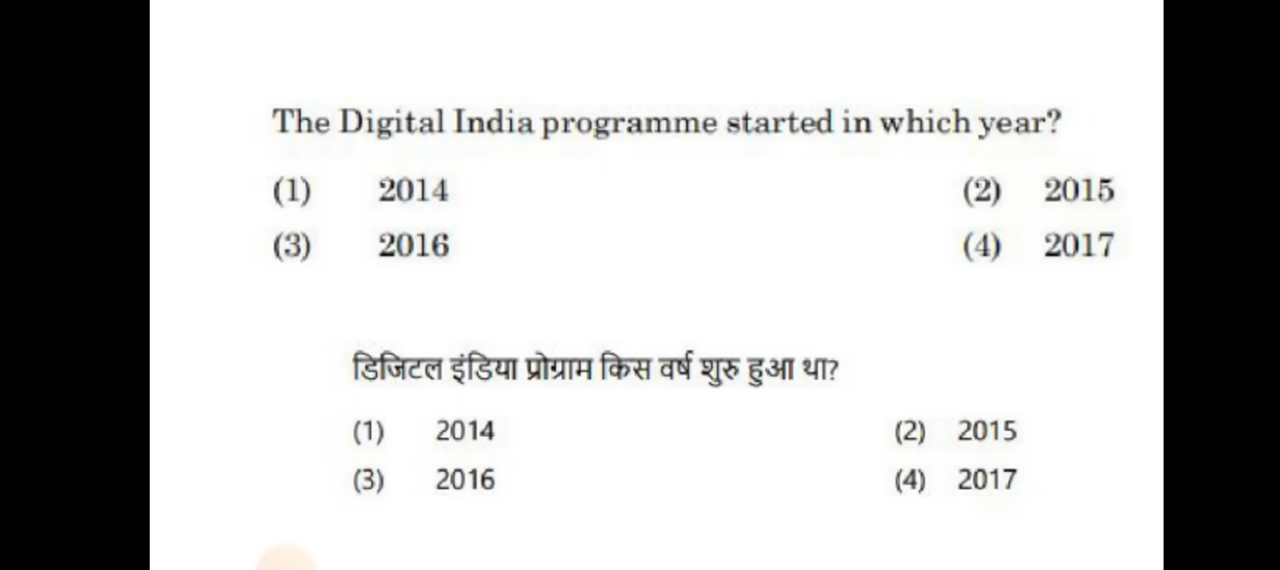 The Digital India programme started in which year?
(1) 2014 (2) 2015
(3) 2016 (4) 2017
डिजिटल इंडिया प्रोग्राम किस वर्ष शुरु हुआ था?
(1) 2014 (2) 2015
(3) 2016 (4) 2017